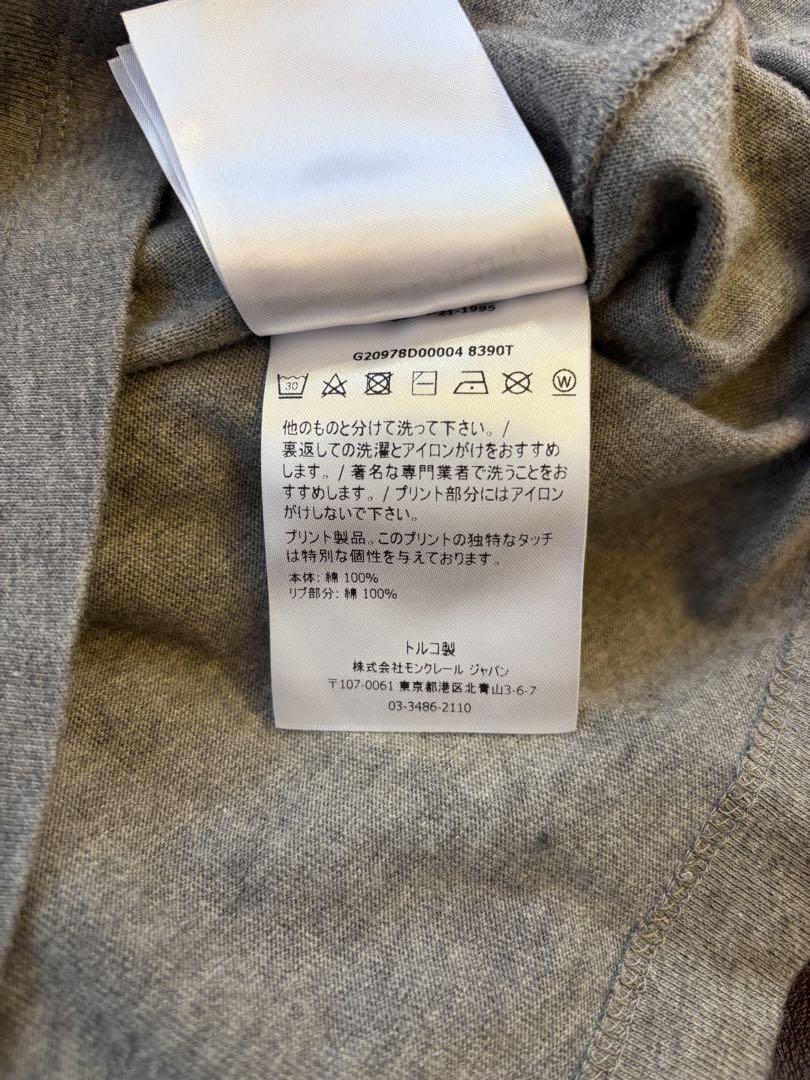 21-1995
G20978D00004 8390T
30 W
他のものと分けて洗って下さい。/
裏返しての洗濯とアイロンがけをおすすめ
します。/ 著名な専門業者で洗うことをお
すすめします。/ プリント部分にはアイロン
がけしないで下さい。
プリント製品。このプリントの独特なタッチ
は特別な個性を与えております。
本体: 綿 100%
リブ部分: 綿 100%
トルコ製
株式会社モンクレール ジャパン
〒107-0061 東京都港区北青山3-6-7
03-3486-2110